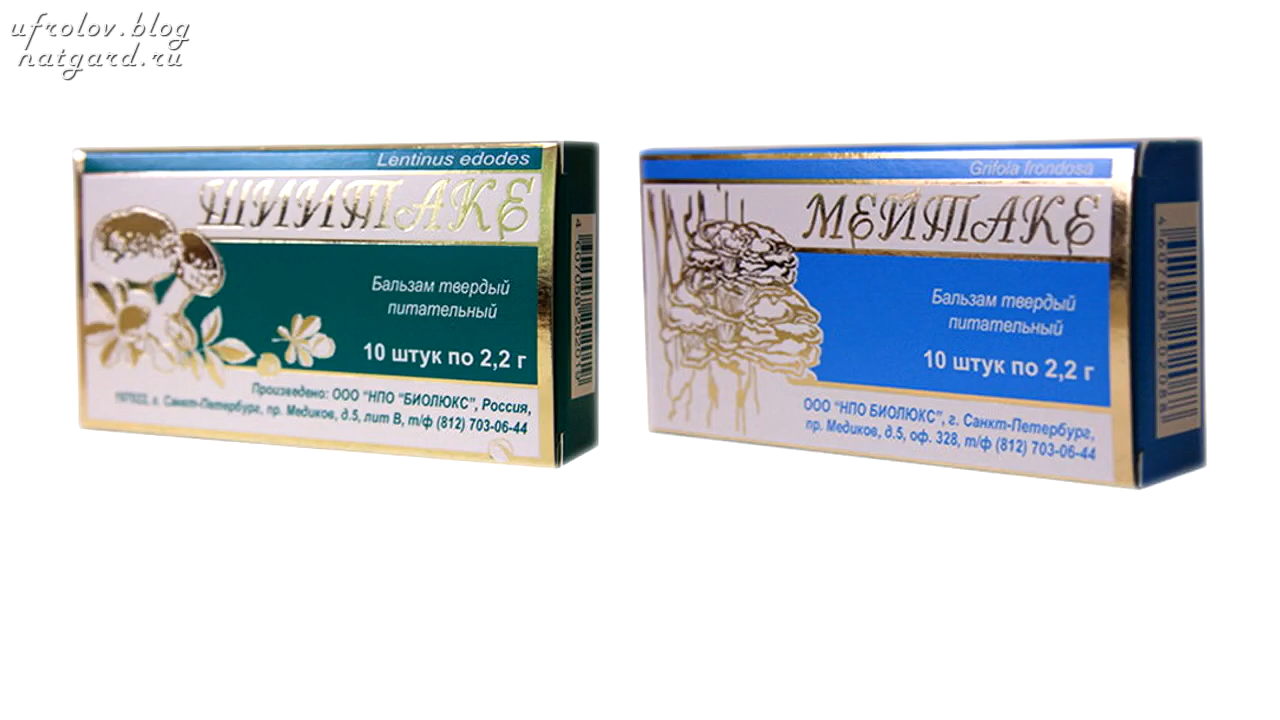 ufrolov.blog
natgard.ru
Lentinus edodes
ШИИТАКЕ
Бальзам твердый
питательный
10 штук по 2,2 г
Произведено: ООО "НПО "БИОЛЮКС", Россия,
197022, г. Санкт-Петербург, пр. Медиков, д.5, лит В, т/ф (812) 703-06-44
Grifola frondosa
МЕЙТАКЕ
Бальзам твердый
питательный
10 штук по 2,2 г
ООО "НПО БИОЛЮКС", г. Санкт-Петербург,
пр. Медиков, д.5, оф. 328, т/ф (812) 703-06-44